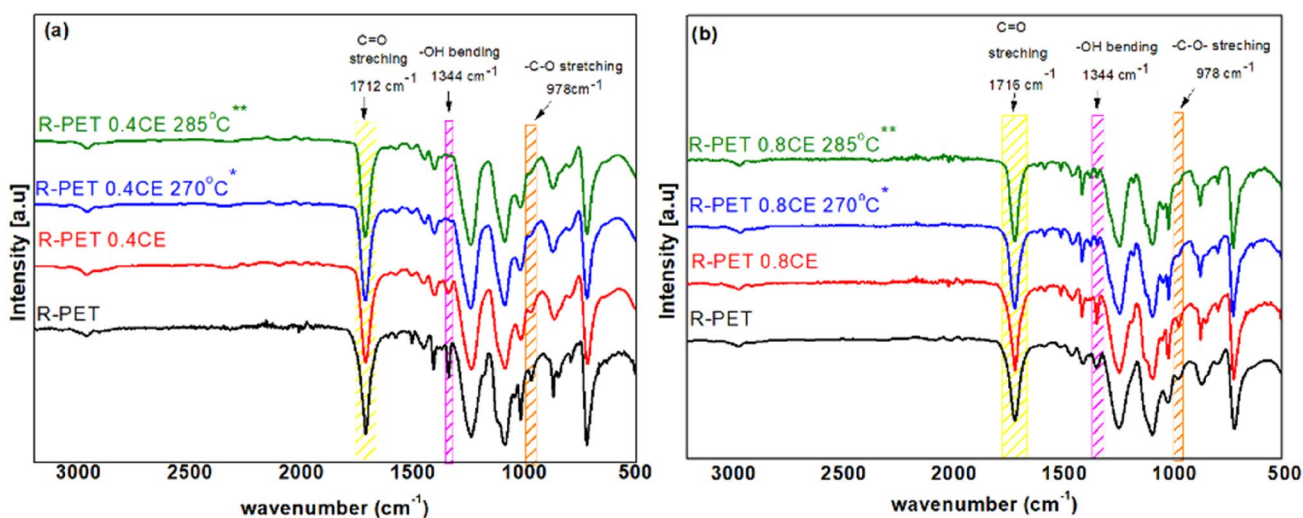 (a)
C=O
streching
1712 cm⁻¹
-OH bending
1344 cm⁻¹
-C-O stretching
978cm⁻¹
R-PET 0.4CE 285°C**
R-PET 0.4CE 270°C*
R-PET 0.4CE
R-PET
Intensity [a.u]
3000 2500 2000 1500 1000 500
wavenumber (cm⁻¹)
(b)
C=O
streching
1716 cm⁻¹
-OH bending
1344 cm⁻¹
-C-O- streching
978 cm⁻¹
R-PET 0.8CE 285°C**
R-PET 0.8CE 270°C*
R-PET 0.8CE
R-PET
Intensity [a.u]
3000 2500 2000 1500 1000 500
wavenumber (cm⁻¹)